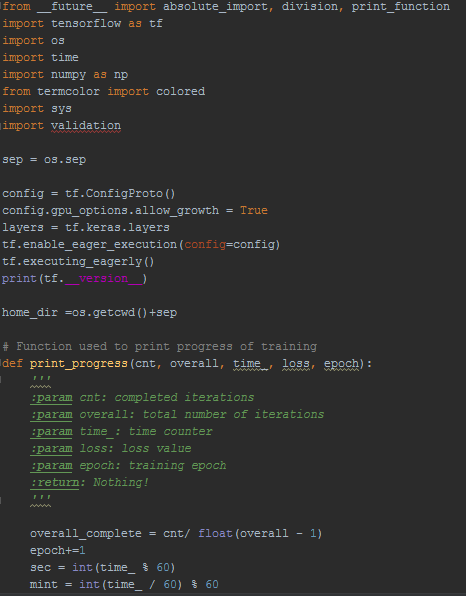 from __future__ import absolute_import, division, print_function
import tensorflow as tf
import os
import time
import numpy as np
from termcolor import colored
import sys
import validation
sep = os.sep
config = tf.ConfigProto()
config.gpu_options.allow_growth = True
layers = tf.keras.layers
tf.enable_eager_execution(config=config)
tf.executing_eagerly()
print(tf.__version__)
home_dir =os.getcwd()+sep
# Function used to print progress of training
def print_progress(cnt, overall, time_, loss, epoch):
    '''
    :param cnt: completed iterations
    :param overall: total number of iterations
    :param time_: time counter
    :param loss: loss value
    :param epoch: training epoch
    :return: Nothing!
    '''
    overall_complete = cnt/ float(overall - 1)
    epoch+=1
    sec = int(time_ % 60)
    mint = int(time_ / 60) % 60